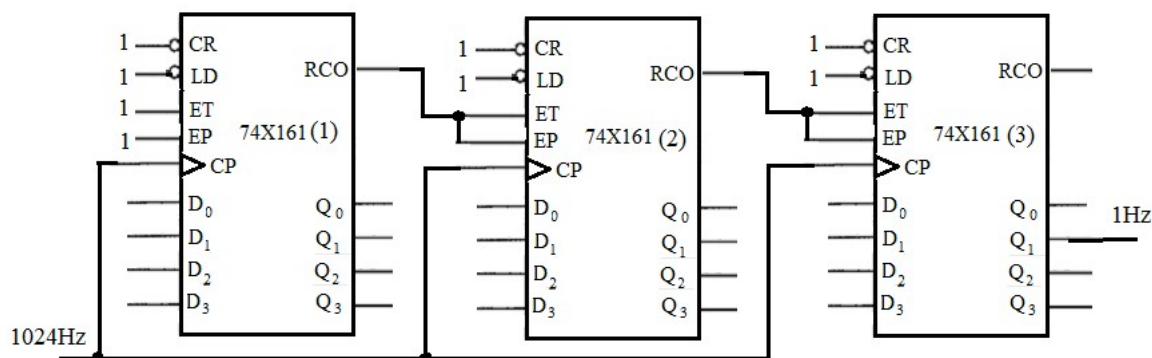 1 CR
1 LD
RCO
1 ET
1 EP
74X161 (1)
CP
D0 Q0
D1 Q1
D2 Q2
D3 Q3
1024Hz
1 CR
1 LD
RCO
ET
EP
74X161 (2)
CP
D0 Q0
D1 Q1
D2 Q2
D3 Q3
1 CR
1 LD
RCO
ET
EP
74X161 (3)
CP
D0 Q0
D1 Q1
D2 Q2
D3 Q3
1Hz